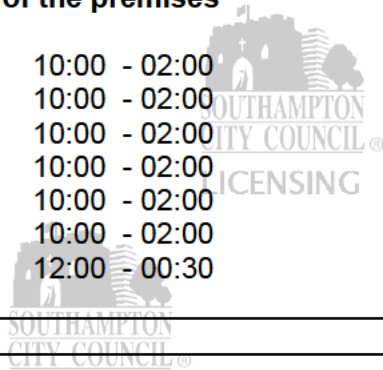 of the premises
10:00 - 02:00
10:00 - 02:00
10:00 - 02:00
10:00 - 02:00
10:00 - 02:00
10:00 - 02:00
12:00 - 00:30
SOUTHAMPTON
CITY COUNCIL ®
LICENSING
SOUTHAMPTON
CITY COUNCIL ®